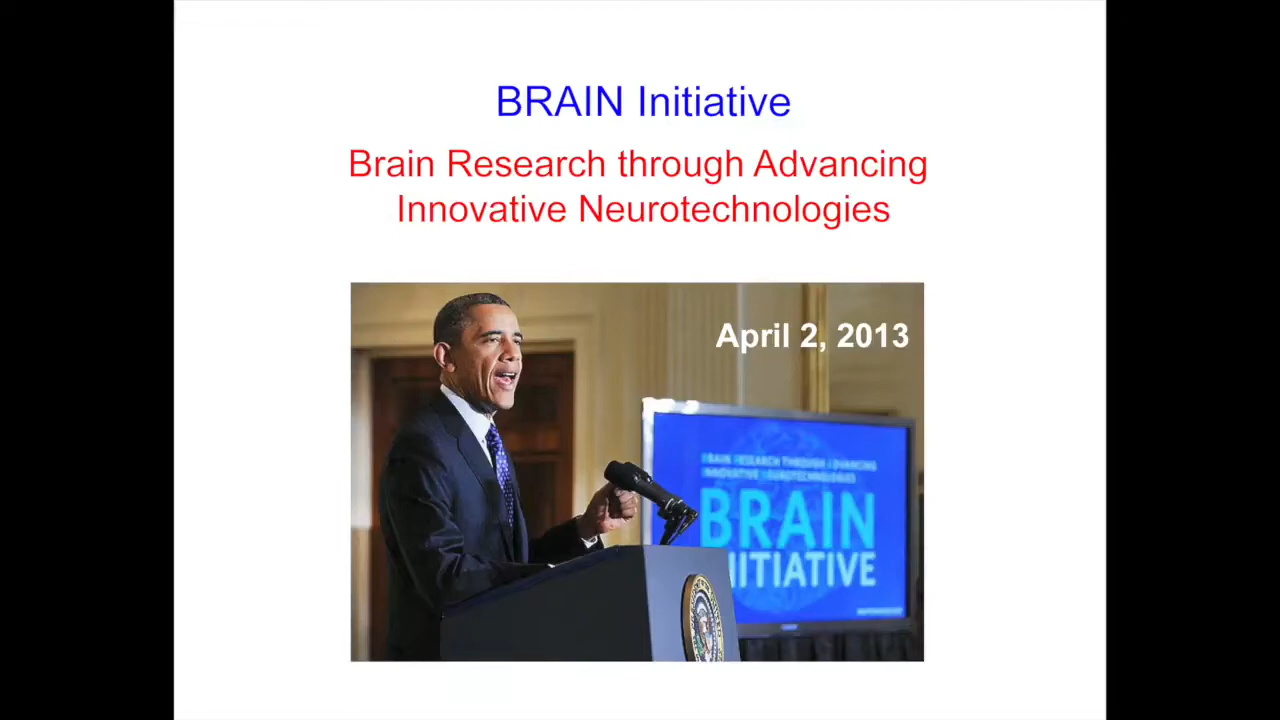 BRAIN Initiative
Brain Research through Advancing
Innovative Neurotechnologies
April 2, 2013
BRAIN RESEARCH THROUGH ADVANCING
INNOVATIVE NEUROTECHNOLOGIES
BRAIN
INITIATIVE